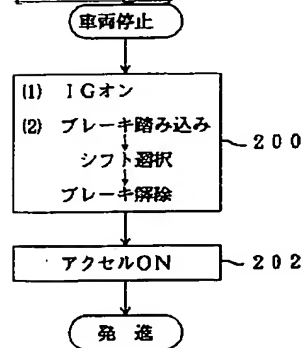 車両停止
(1) IGオン
(2) ブレーキ踏み込み
シフト選択
ブレーキ解除
200
アクセルON
202
発進